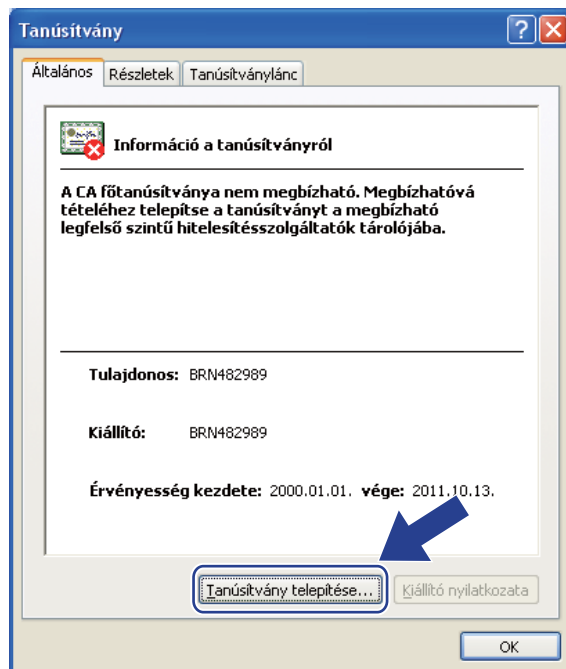 Tanúsítvány
Általános Részletek Tanúsítványlánc
Információ a tanúsítványról
A CA főtanúsítványa nem megbízható. Megbízhatóvá
tételéhez telepítse a tanúsítványt a megbízható
legfelső szintű hitelesítésszolgáltatók tárolójába.
Tulajdonos: BRN482989
Kiállító: BRN482989
Érvényesség kezdete: 2000.01.01. vége: 2011.10.13.
Tanúsítvány telepítése... Kiállító nyilatkozata
OK